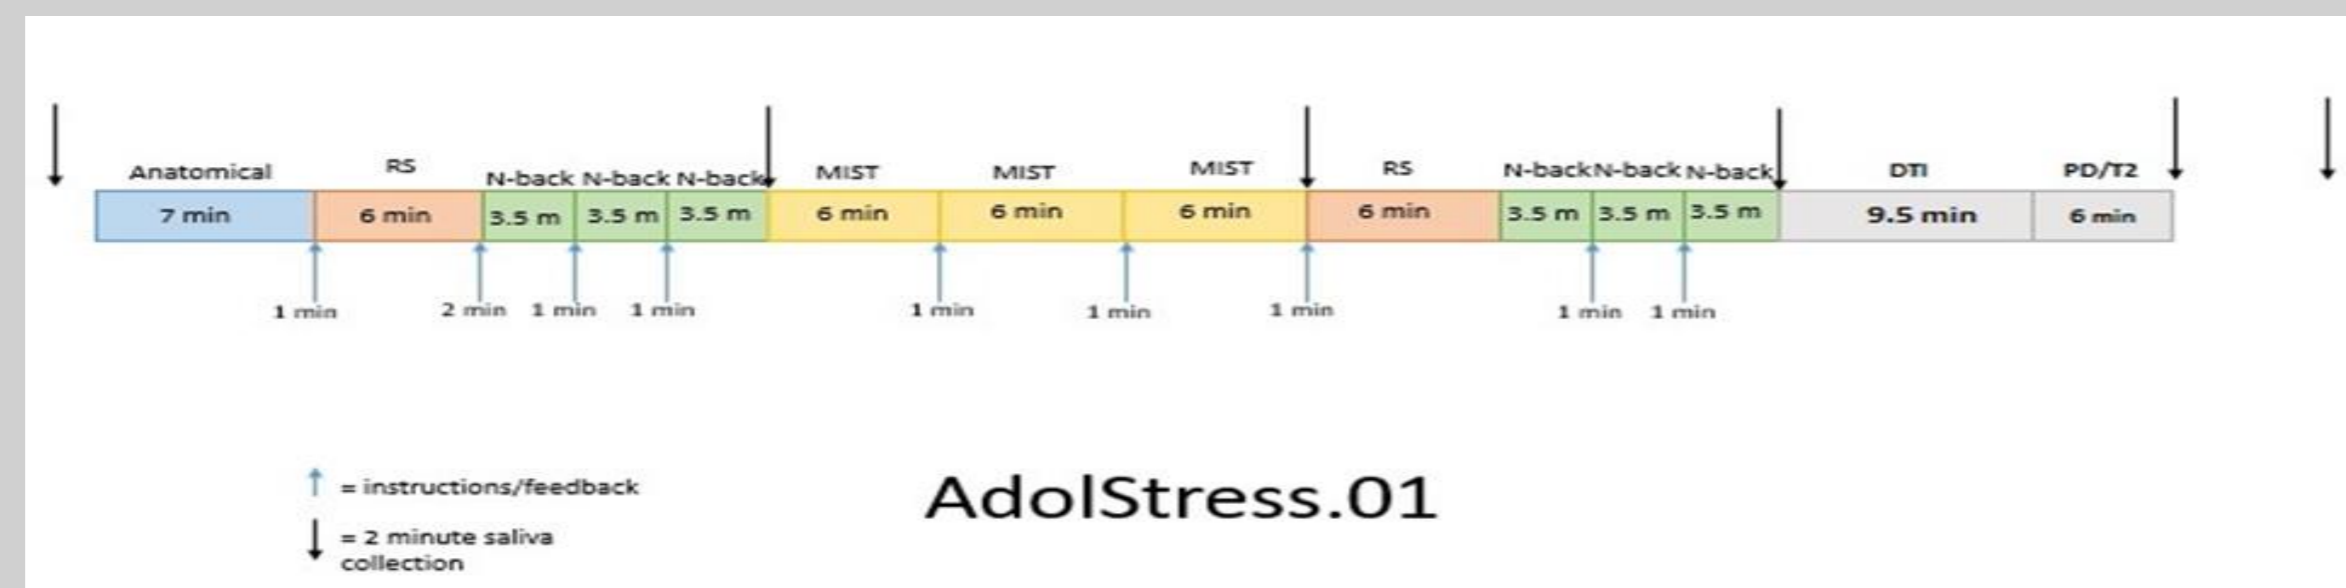 Anatomical RS N-back N-back N-back MIST MIST MIST RS N-back N-back N-back DTI PD/T2
7 min 6 min 3.5 m 3.5 m 3.5 m 6 min 6 min 6 min 6 min 3.5 m 3.5 m 3.5 m 9.5 min 6 min
1 min 2 min 1 min 1 min 1 min 1 min 1 min 1 min 1 min
= instructions/feedback
= 2 minute saliva
collection
AdolStress.01